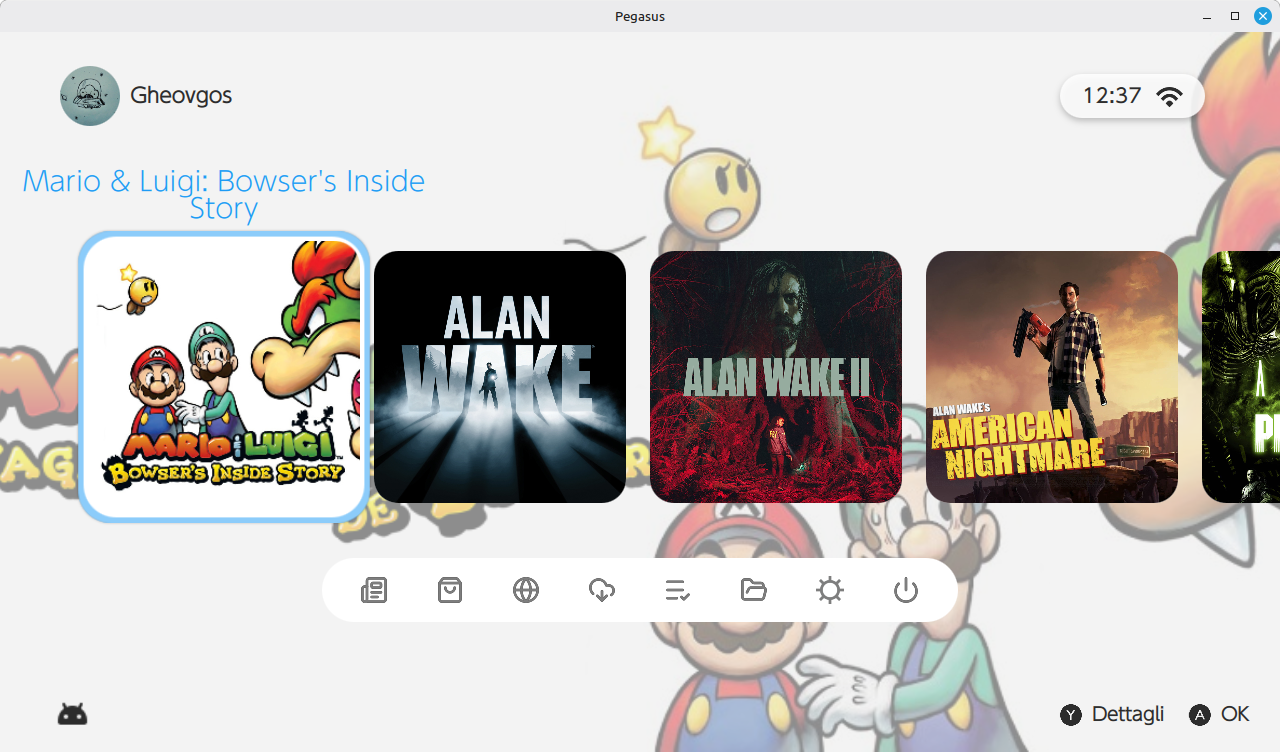 Pegasus
Gheovgos
12:37
Mario & Luigi: Bowser's Inside
Story
MARIO & LUIGI
BOWSER'S INSIDE STORY
ALAN
WAKE
ALAN WAKE II
ALAN WAKE'S
AMERICAN
NIGHTMARE
Y Dettagli
A OK